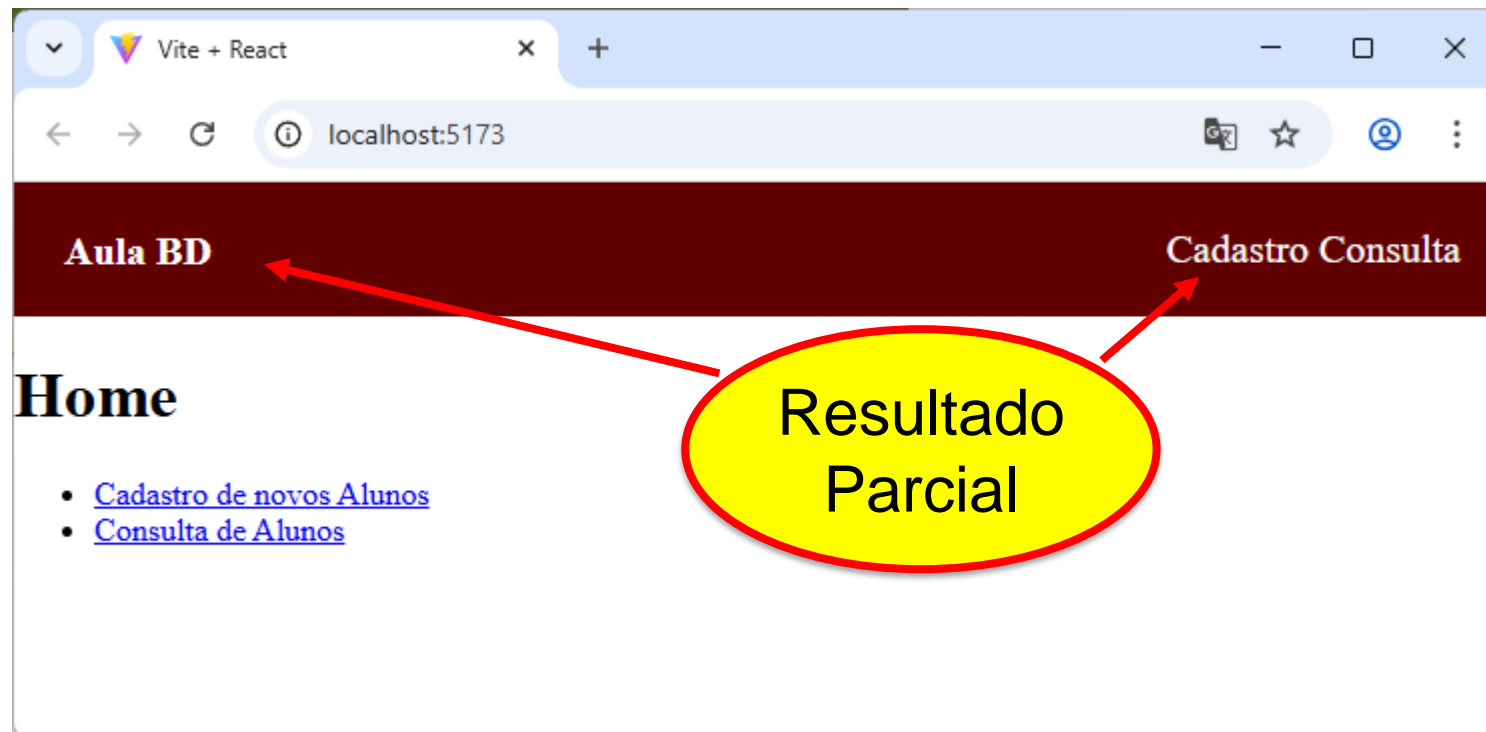 Vite + React
localhost:5173
Aula BD
Cadastro Consulta
Home
Resultado
Parcial
Cadastro de novos Alunos
Consulta de Alunos